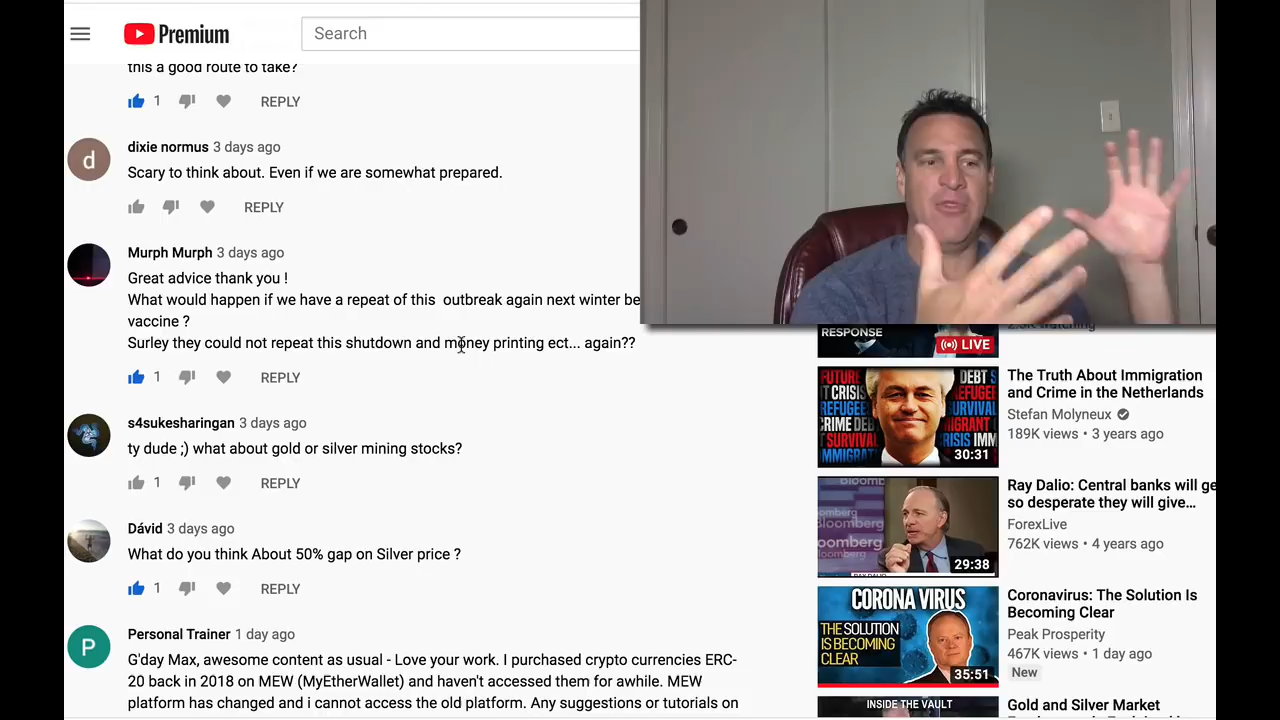 Premium
Search
this a good route to take?
1 REPLY
d
dixie normus 3 days ago
Scary to think about. Even if we are somewhat prepared.
REPLY
Murph Murph 3 days ago
Great advice thank you !
What would happen if we have a repeat of this outbreak again next winter be
vaccine ?
Surley they could not repeat this shutdown and money printing ect... again??
1 REPLY
s4sukesharingan 3 days ago
ty dude ;) what about gold or silver mining stocks?
1 REPLY
Dávid 3 days ago
What do you think About 50% gap on Silver price ?
1 REPLY
P
Personal Trainer 1 day ago
G'day Max, awesome content as usual - Love your work. I purchased crypto currencies ERC-
20 back in 2018 on MEW (MyEtherWallet) and haven't accessed them for awhile. MEW
platform has changed and i cannot access the old platform. Any suggestions or tutorials on
RESPONSE
LIVE
watching
30:31
The Truth About Immigration
and Crime in the Netherlands
Stefan Molyneux
189K views • 3 years ago
Bloomberg
29:38
Ray Dalio: Central banks will ge
so desperate they will give...
ForexLive
762K views • 4 years ago
CORONA VIRUS
THE SOLUTION
IS BECOMING
CLEAR
35:51
Coronavirus: The Solution Is
Becoming Clear
Peak Prosperity
467K views • 1 day ago
New
INSIDE THE VAULT
Gold and Silver Market